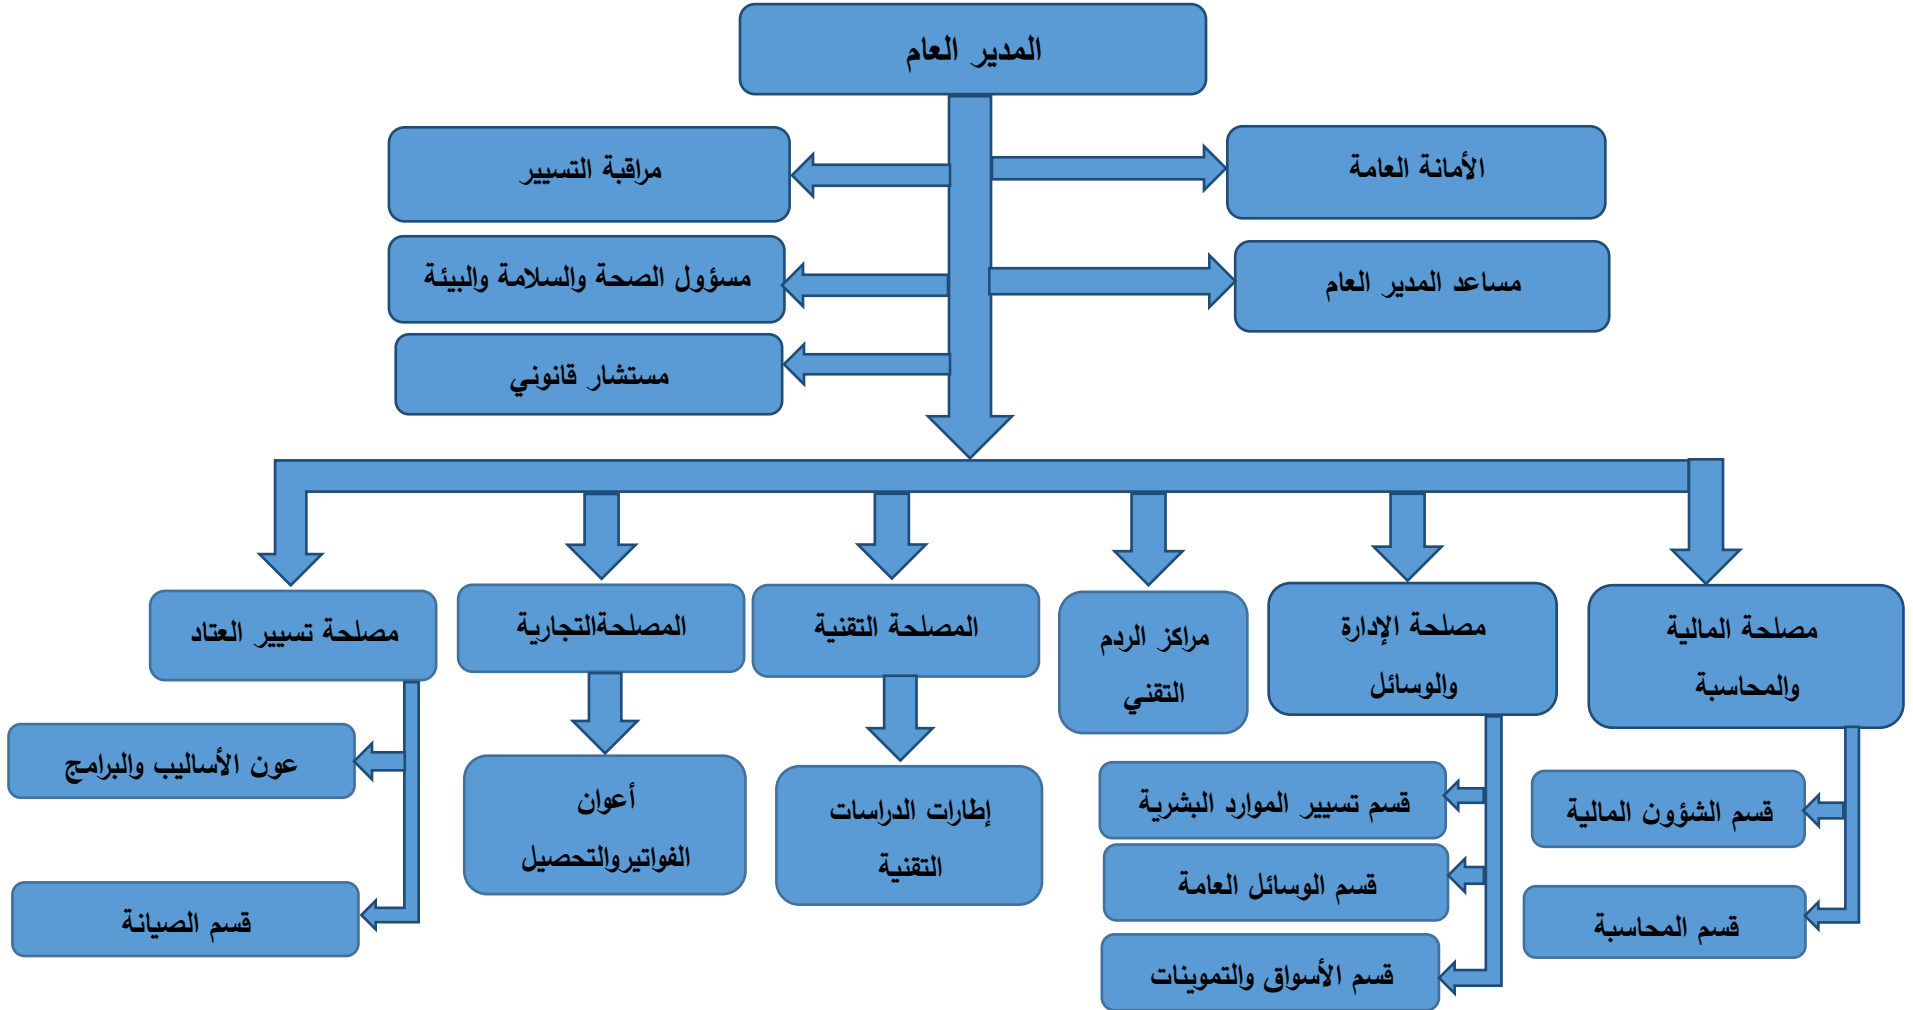 المدير العام
الأمانة العامة
مراقبة التسيير
مساعد المدير العام
مسؤول الصحة والسلامة والبيئة
مستشار قانوني
مصلحة المالية
والمحاسبة
مصلحة الإدارة
والوسائل
مراكز الردم
التقني
المصلحة التقنية
المصلحةالتجارية
مصلحة تسيير العتاد
قسم الشؤون المالية
قسم المحاسبة
قسم تسيير الموارد البشرية
قسم الوسائل العامة
قسم الأسواق والتموينات
إطارات الدراسات
التقنية
أعوان
الفواتيروالتحصيل
عون الأساليب والبرامج
قسم الصيانة